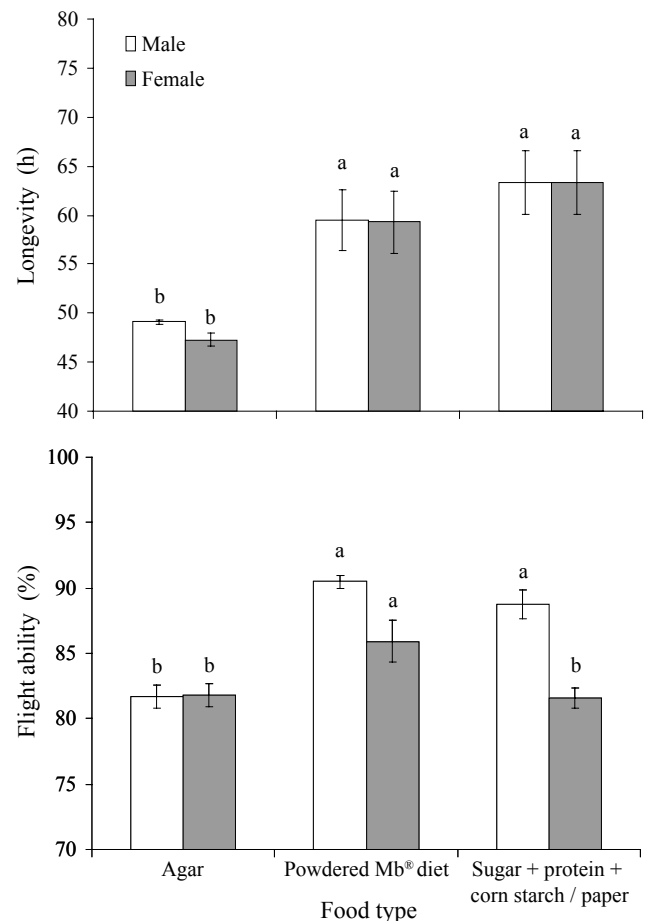 80
Male
75
Female
70
a a
65
a a
60
Longevity (h)
55
b
50
b
45
40
100
95
a
a
90
a
Flight ability (%)
85
b b
b
80
75
70
Agar
Powdered Mb® diet
Sugar + protein +
corn starch / paper
Food type